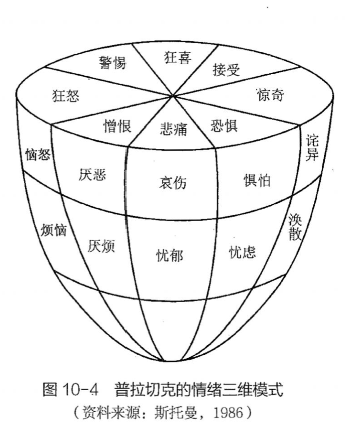 狂喜
警惕
接受
狂怒
惊奇
憎恨
悲痛
恐惧
恼怒
厌恶
哀伤
惧怕
诧异
烦恼
厌烦
忧郁
忧虑
涣散
图 10-4 普拉切克的情绪三维模式
（资料来源：斯托曼，1986）